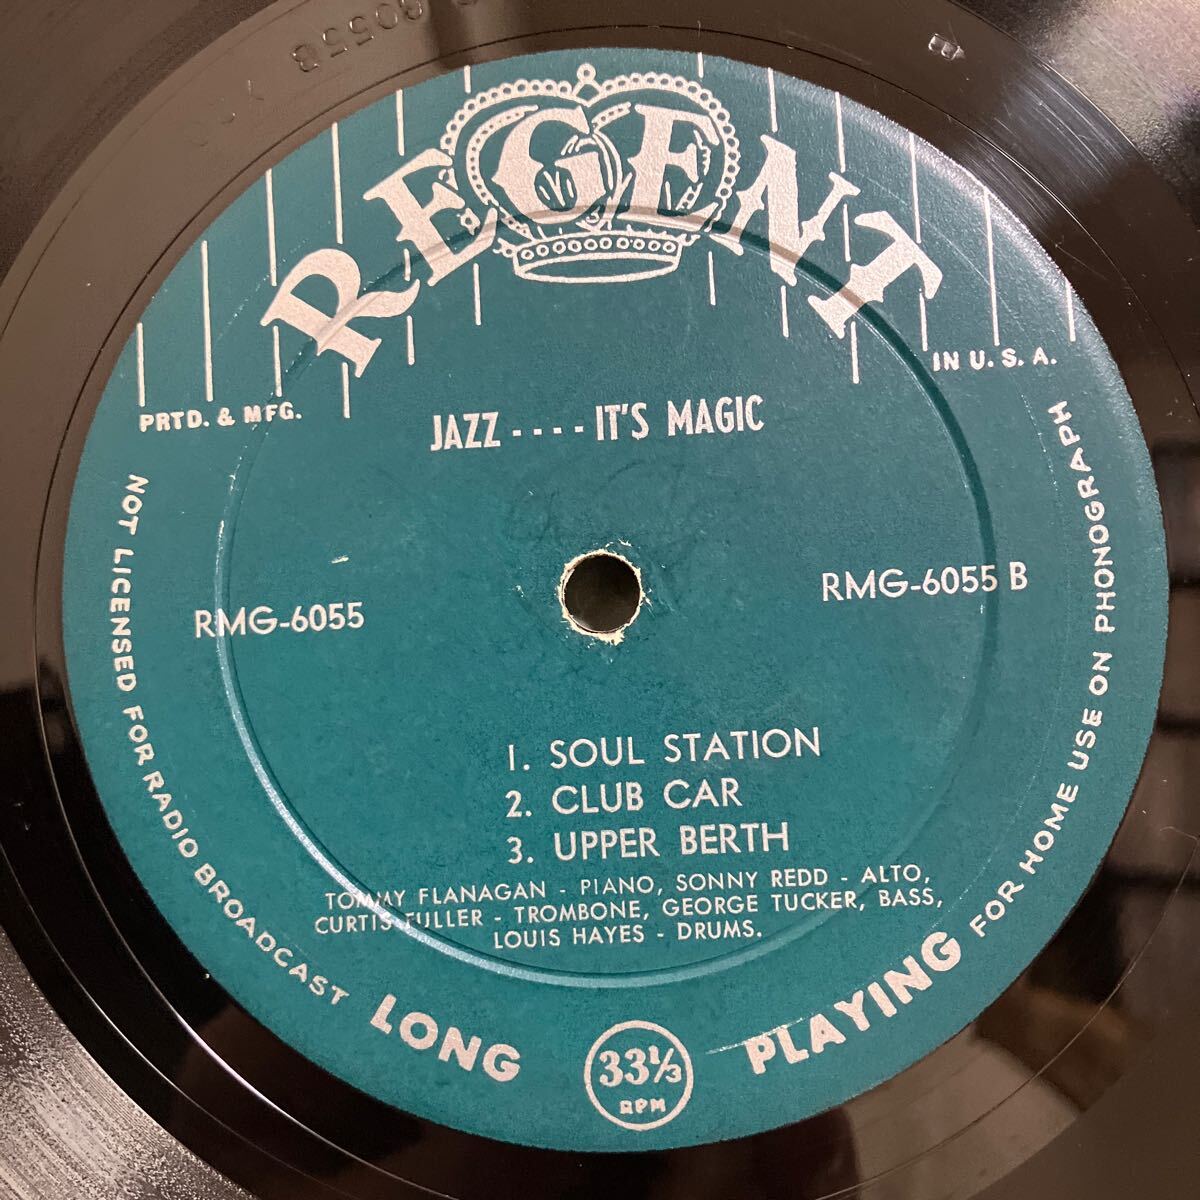 REGENT
PRTD. & MFG.
IN U. S. A.
JAZZ - - - - IT'S MAGIC
RMG-6055
RMG-6055 B
1. SOUL STATION
2. CLUB CAR
3. UPPER BERTH
TOMMY FLANAGAN - PIANO, SONNY REDD - ALTO,
CURTIS FULLER - TROMBONE, GEORGE TUCKER, BASS,
LOUIS HAYES - DRUMS.
NOT LICENSED FOR RADIO BROADCAST
LONG PLAYING
FOR HOME USE ON PHONOGRAPH
33⅓
RPM